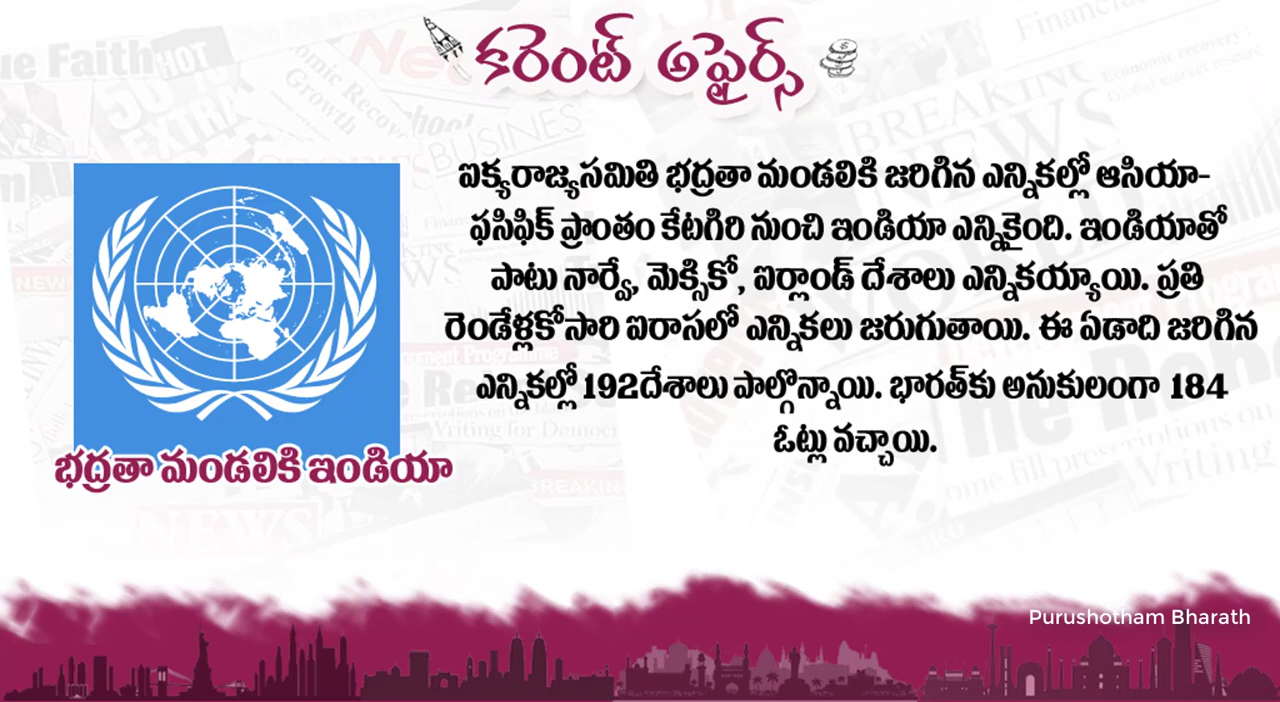 కరెంట్ అఫైర్స్
ఐక్యరాజ్యసమితి భద్రతా మండలికి జరిగిన ఎన్నికల్లో ఆసియా-
ఫసిఫిక్ ప్రాంతం కేటగిరి నుంచి ఇండియా ఎన్నికైంది. ఇండియాతో
పాటు నార్వే, మెక్సికో, ఐర్లాండ్ దేశాలు ఎన్నికయ్యాయి. ప్రతి
రెండేళ్లకోసారి ఐరాసలో ఎన్నికలు జరుగుతాయి. ఈ ఏడాది జరిగిన
ఎన్నికల్లో 192దేశాలు పాల్గొన్నాయి. భారత్‌కు అనుకులంగా 184
ఓట్లు వచ్చాయి.
భద్రతా మండలికి ఇండియా
Purushotham Bharath